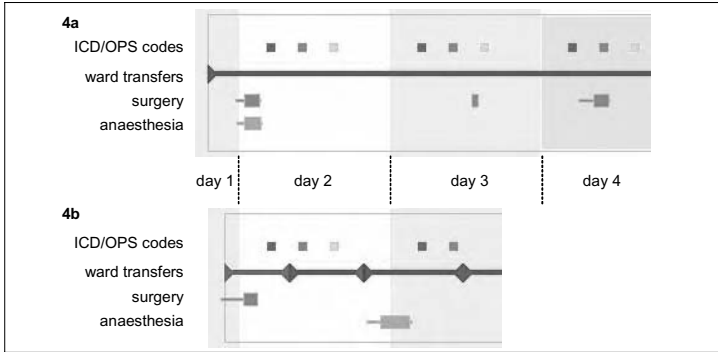 4a
ICD/OPS codes
ward transfers
surgery
anaesthesia
day 1 day 2 day 3 day 4
4b
ICD/OPS codes
ward transfers
surgery
anaesthesia